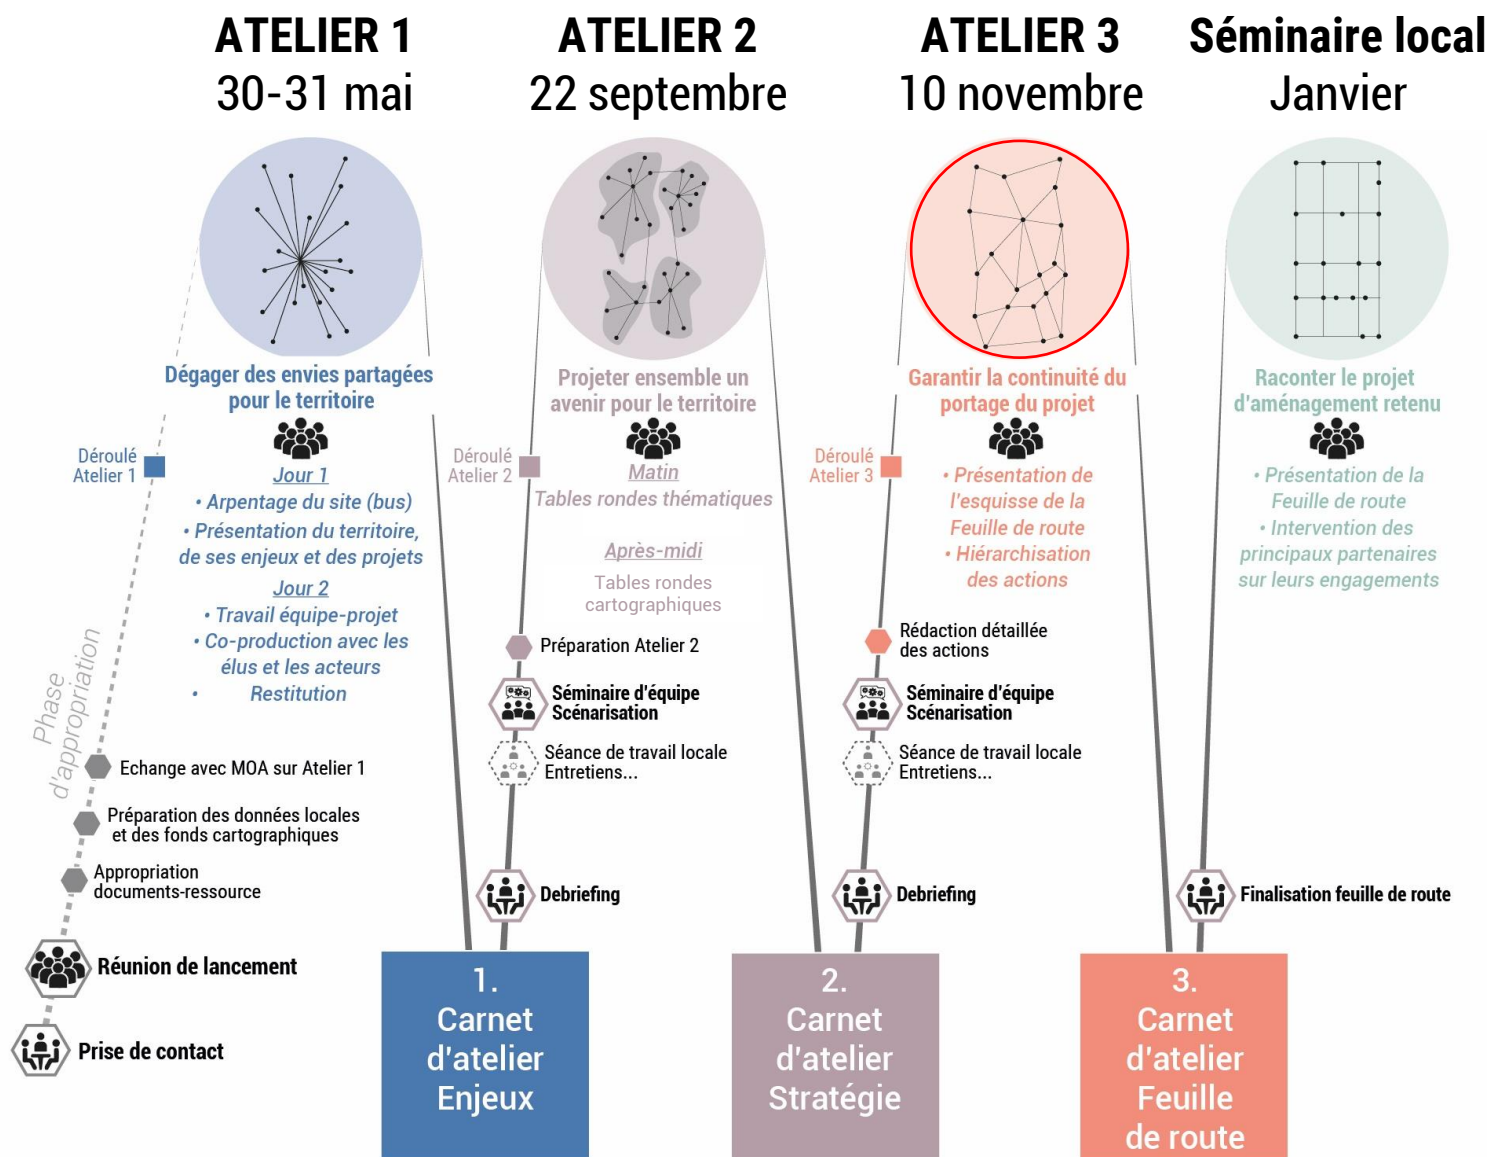 ATELIER 1
30-31 mai
ATELIER 2
22 septembre
ATELIER 3
10 novembre
Séminaire local
Janvier
Dégager des envies partagées
pour le territoire
Déroulé
Atelier 1
Jour 1
• Arpentage du site (bus)
• Présentation du territoire,
de ses enjeux et des projets
Jour 2
• Travail équipe-projet
• Co-production avec les
élus et les acteurs
• Restitution
Phase
d'appropriation
Echange avec MOA sur Atelier 1
Préparation des données locales
et des fonds cartographiques
Appropriation
documents-ressource
Réunion de lancement
Prise de contact
1.
Carnet
d'atelier
Enjeux
Projeter ensemble un
avenir pour le territoire
Déroulé
Atelier 2
Matin
Tables rondes thématiques
Après-midi
Tables rondes
cartographiques
Préparation Atelier 2
Séminaire d'équipe
Scénarisation
Séance de travail locale
Entretiens...
Debriefing
2.
Carnet
d'atelier
Stratégie
Garantir la continuité du
portage du projet
Déroulé
Atelier 3
• Présentation de
l'esquisse de la
Feuille de route
• Hiérarchisation
des actions
Rédaction détaillée
des actions
Séminaire d'équipe
Scénarisation
Séance de travail locale
Entretiens...
Debriefing
3.
Carnet
d'atelier
Feuille
de route
Raconter le projet
d'aménagement retenu
• Présentation de la
Feuille de route
• Intervention des
principaux partenaires
sur leurs engagements
Finalisation feuille de route